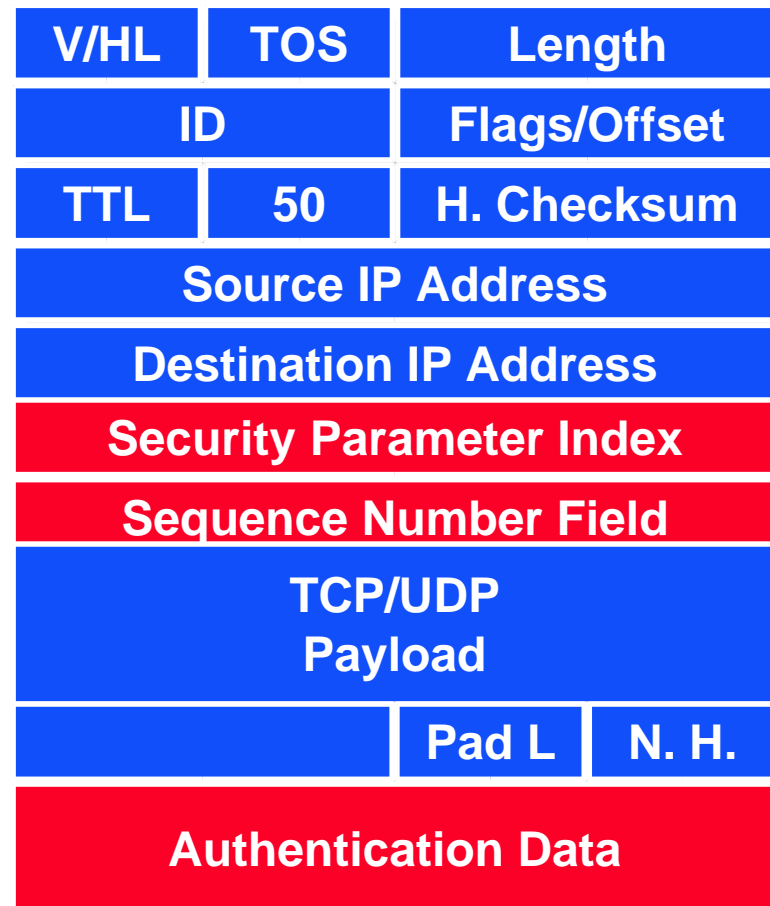 V/HL TOS Length
ID Flags/Offset
TTL 50 H. Checksum
Source IP Address
Destination IP Address
Security Parameter Index
Sequence Number Field
TCP/UDP
Payload
Pad L N. H.
Authentication Data